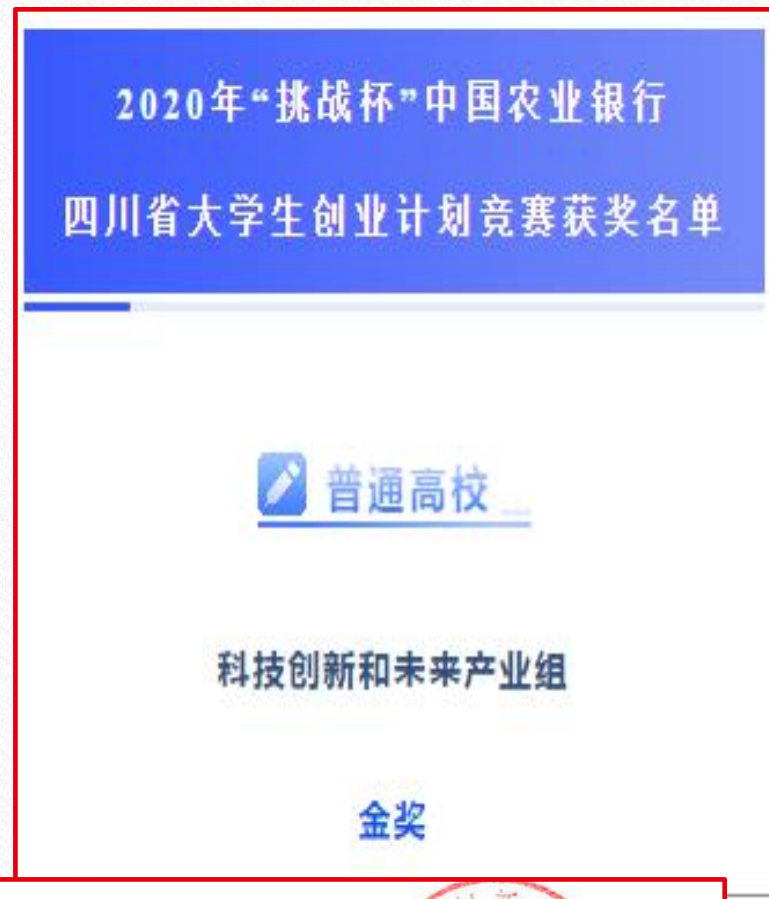 2020年“挑战杯”中国农业银行
四川省大学生创业计划竞赛获奖名单
普通高校
科技创新和未来产业组
金奖